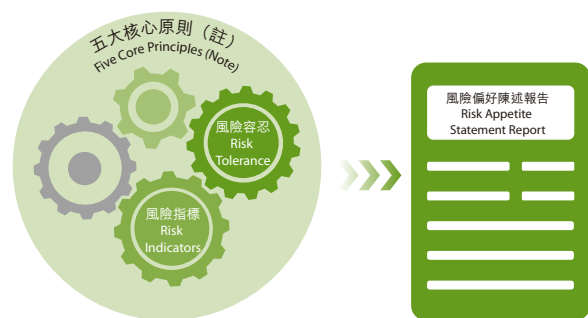 五大核心原則（註）
Five Core Principles (Note)
風險容忍
Risk
Tolerance
風險指標
Risk
Indicators
風險偏好陳述報告
Risk Appetite
Statement Report